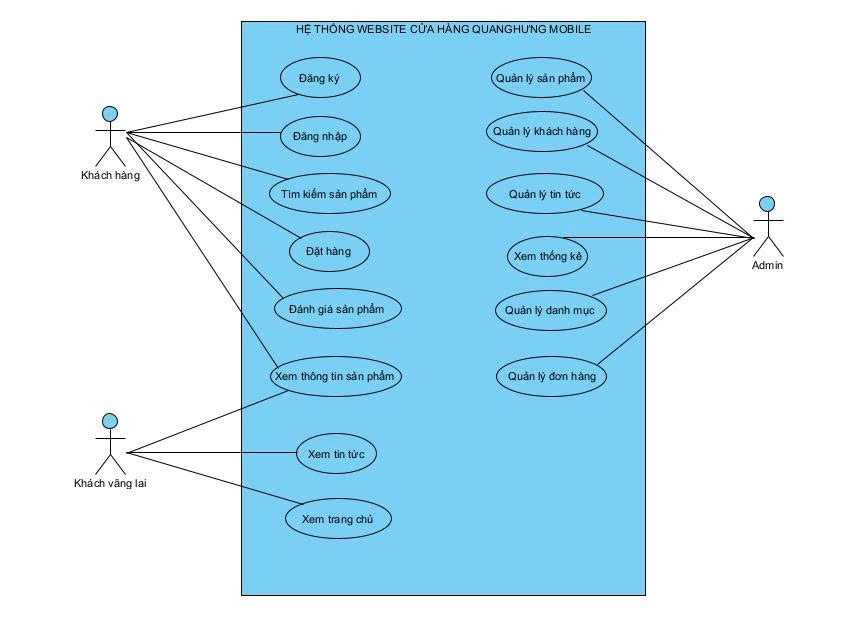 HỆ THỐNG WEBSITE CỬA HÀNG QUANGHƯNG MOBILE
Đăng ký
Đăng nhập
Tìm kiếm sản phẩm
Đặt hàng
Đánh giá sản phẩm
Xem thông tin sản phẩm
Xem tin tức
Xem trang chủ
Quản lý sản phẩm
Quản lý khách hàng
Quản lý tin tức
Xem thống kê
Quản lý danh mục
Quản lý đơn hàng
Khách hàng
Khách vãng lai
Admin